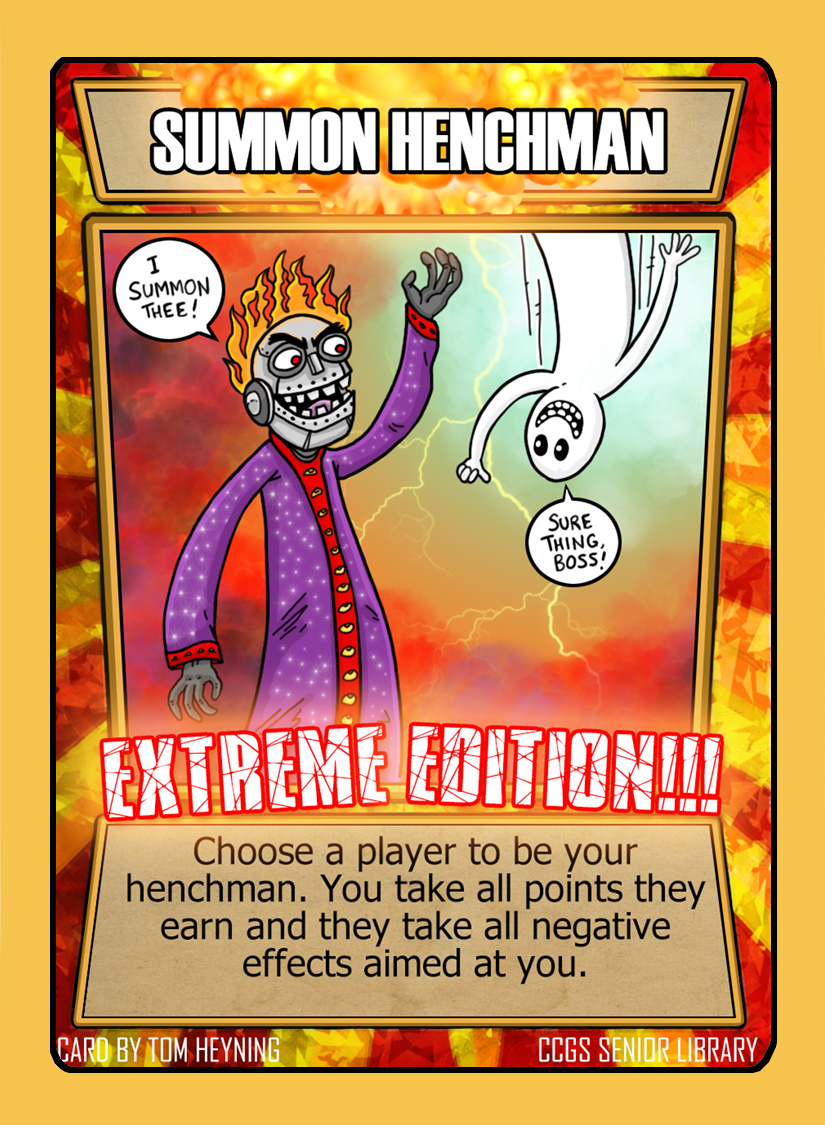 SUMMON HENCHMAN
I
SUMMON
THEE!
SURE
THING,
BOSS!
EXTREME EDITION!!!
Choose a player to be your
henchman. You take all points they
earn and they take all negative
effects aimed at you.
CARD BY TOM HEYNING
CCGS SENIOR LIBRARY